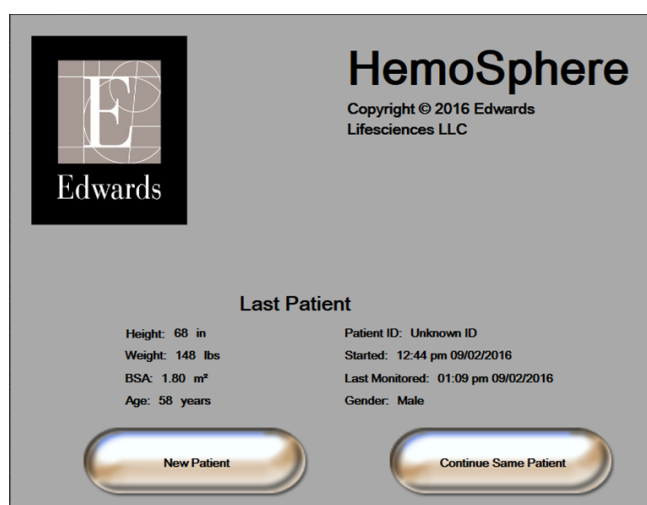 E
Edwards
HemoSphere
Copyright © 2016 Edwards
Lifesciences LLC
Last Patient
Height: 68 in
Weight: 148 lbs
BSA: 1.80 m²
Age: 58 years
Patient ID: Unknown ID
Started: 12:44 pm 09/02/2016
Last Monitored: 01:09 pm 09/02/2016
Gender: Male
New Patient
Continue Same Patient